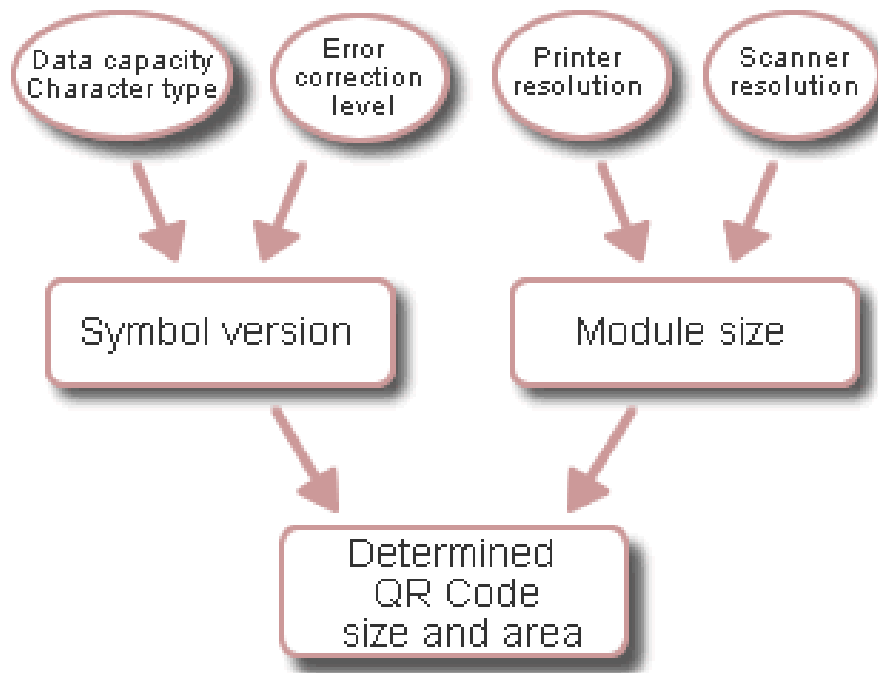 Data capacity
Character type
Error
correction
level
Printer
resolution
Scanner
resolution
Symbol version
Module size
Determined
QR Code
size and area